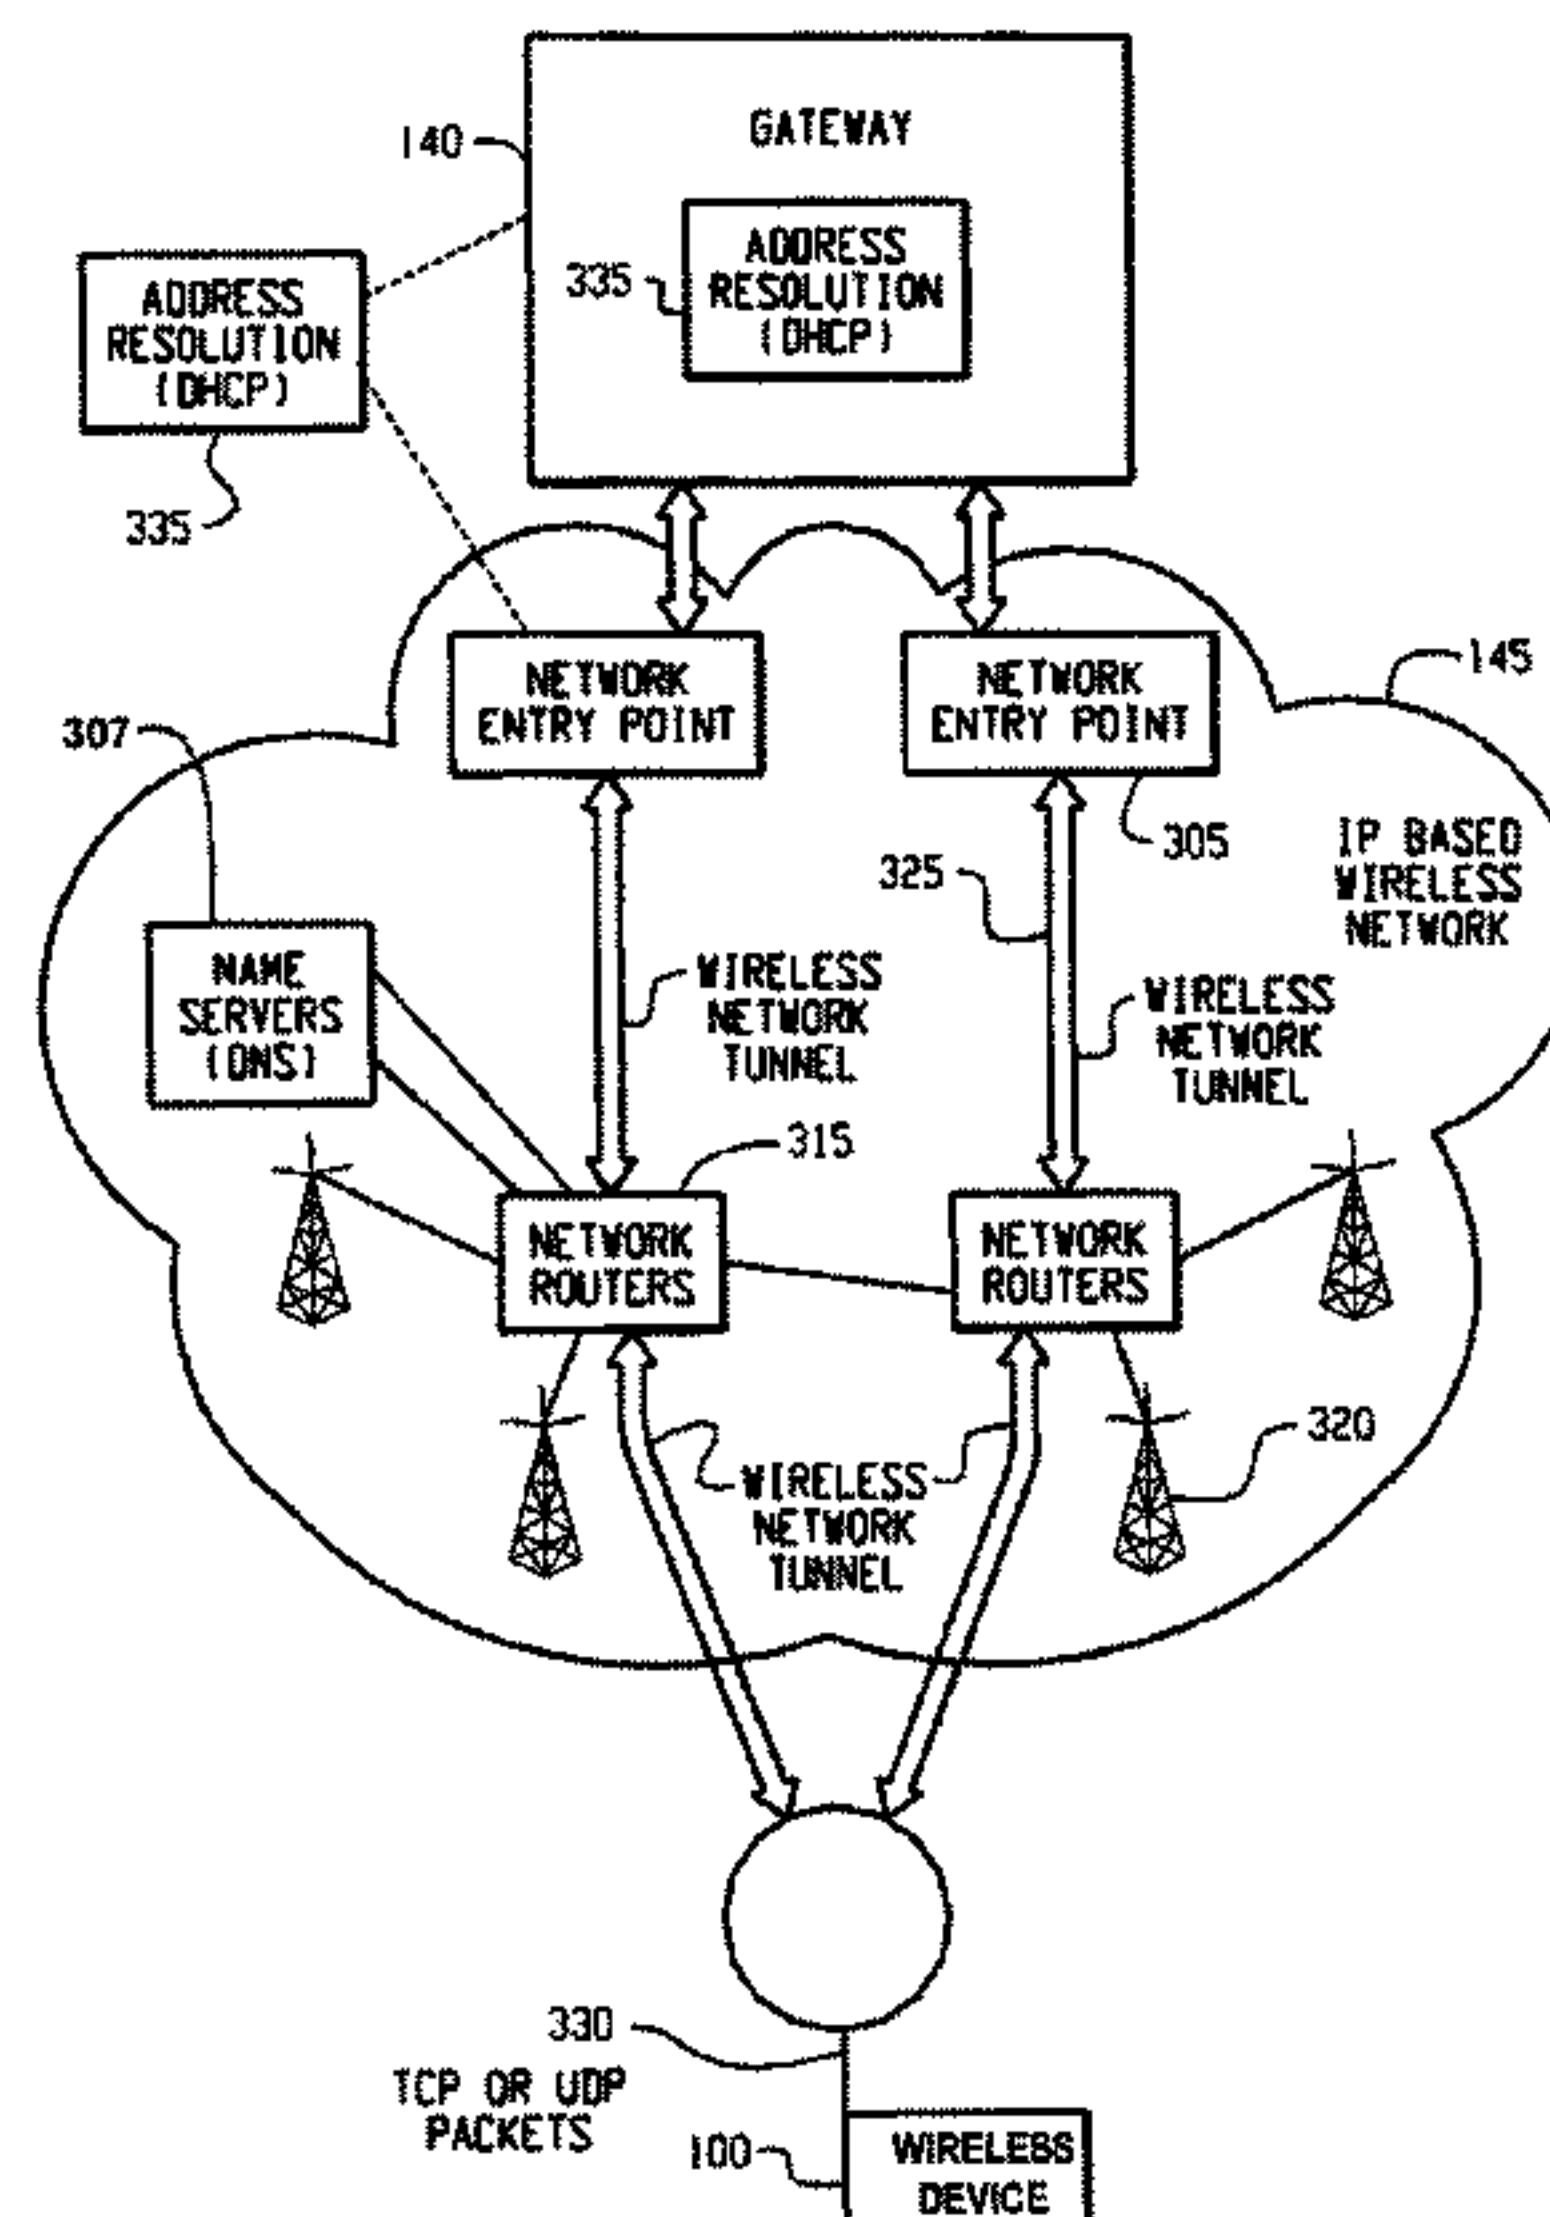 GATEWAY
140
ADDRESS
RESOLUTION
(DHCP)
335
ADDRESS
RESOLUTION
(DHCP)
335
NETWORK
ENTRY POINT
NETWORK
ENTRY POINT
145
307
305
325
IP BASED
WIRELESS
NETWORK
NAME
SERVERS
(DNS)
WIRELESS
NETWORK
TUNNEL
WIRELESS
NETWORK
TUNNEL
315
NETWORK
ROUTERS
NETWORK
ROUTERS
320
WIRELESS
NETWORK
TUNNEL
330
TCP OR UDP
PACKETS
100
WIRELESS
DEVICE